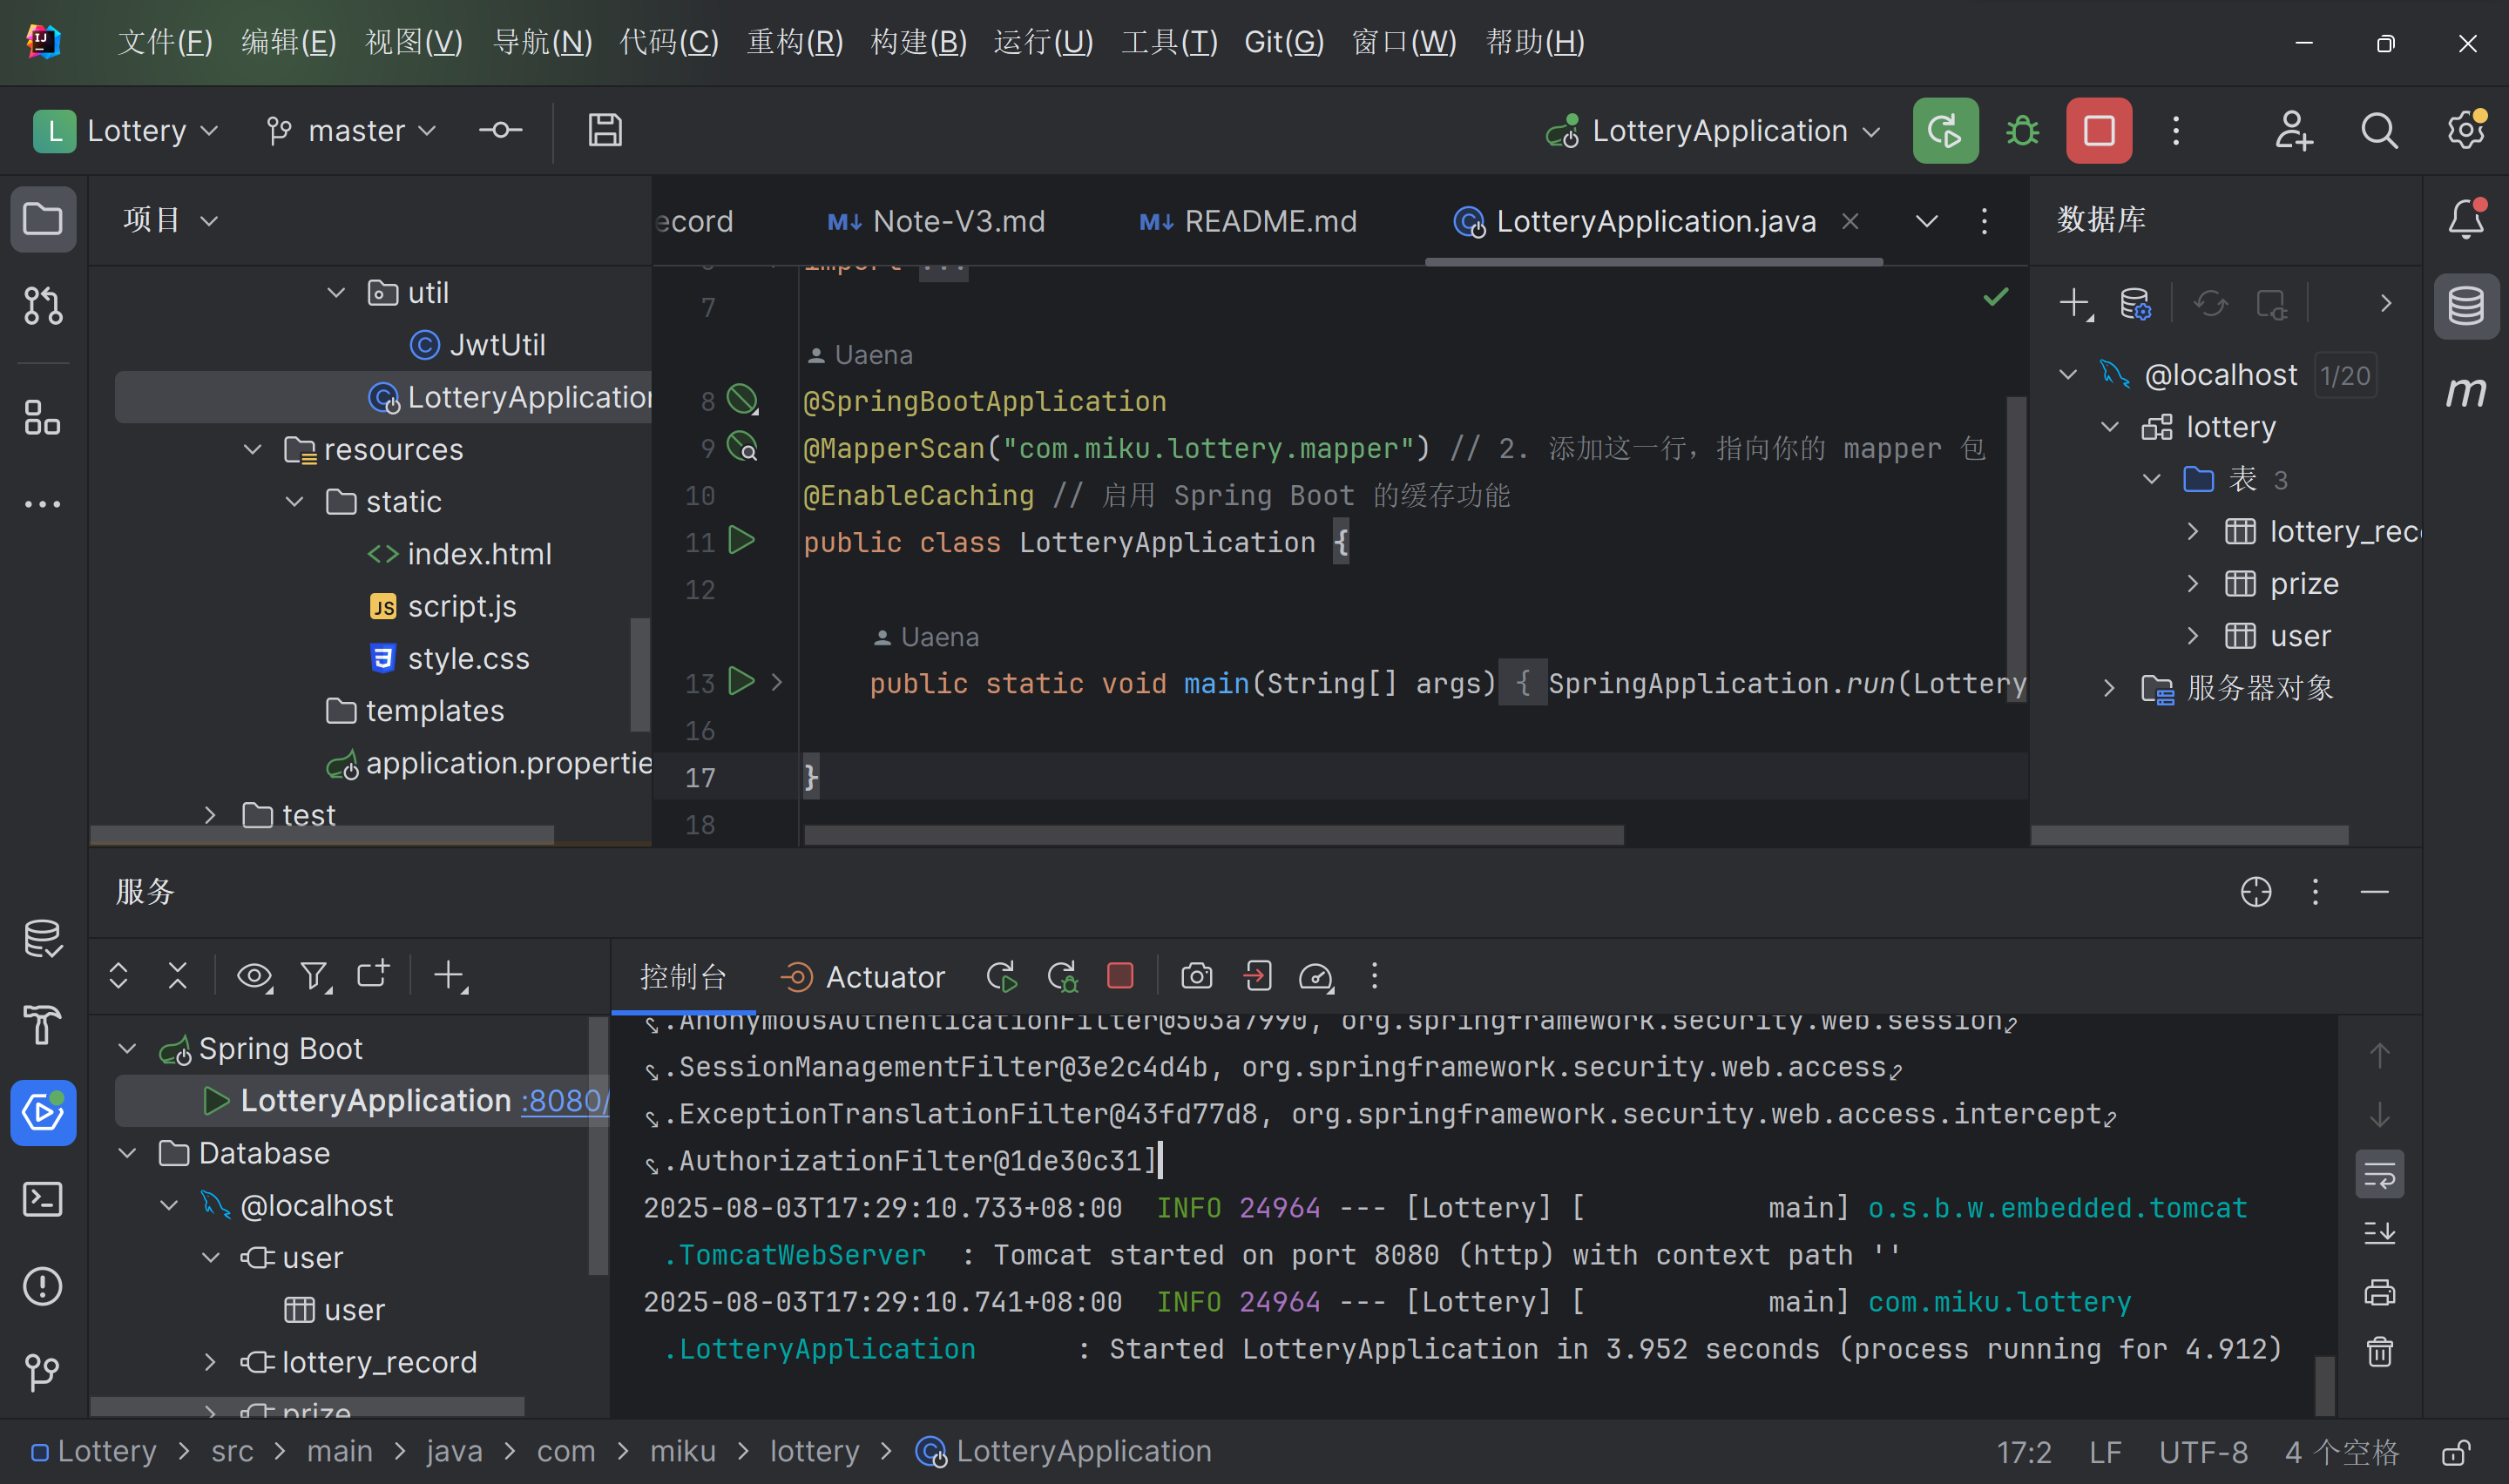 文件(F) 编辑(E) 视图(V) 导航(N) 代码(C) 重构(R) 构建(B) 运行(U) 工具(T) Git(G) 窗口(W) 帮助(H)
L Lottery master LotteryApplication
项目
util
JwtUtil
LotteryApplication
resources
static
index.html
script.js
style.css
templates
application.propertie
test
ecord Note-V3.md README.md LotteryApplication.java
import ...
7
Uaena
8 @SpringBootApplication
9 @MapperScan("com.miku.lottery.mapper") // 2. 添加这一行，指向你的 mapper 包
10 @EnableCaching // 启用 Spring Boot 的缓存功能
11 public class LotteryApplication {
12
Uaena
13 public static void main(String[] args) { SpringApplication.run(Lottery
16
17 }
18
数据库
@localhost 1/20
lottery
表 3
lottery_rec
prize
user
服务器对象
服务
Spring Boot
LotteryApplication :8080/
Database
@localhost
user
user
lottery_record
prize
控制台 Actuator
.AnonymousAuthenticationFilter@503a7990, org.springframework.security.web.session
.SessionManagementFilter@3e2c4d4b, org.springframework.security.web.access
.ExceptionTranslationFilter@43fd77d8, org.springframework.security.web.access.intercept
.AuthorizationFilter@1de30c31]
2025-08-03T17:29:10.733+08:00 INFO 24964 --- [Lottery] [ main] o.s.b.w.embedded.tomcat
.TomcatWebServer : Tomcat started on port 8080 (http) with context path ''
2025-08-03T17:29:10.741+08:00 INFO 24964 --- [Lottery] [ main] com.miku.lottery
.LotteryApplication : Started LotteryApplication in 3.952 seconds (process running for 4.912)
Lottery > src > main > java > com > miku > lottery > LotteryApplication
17:2 LF UTF-8 4 个空格